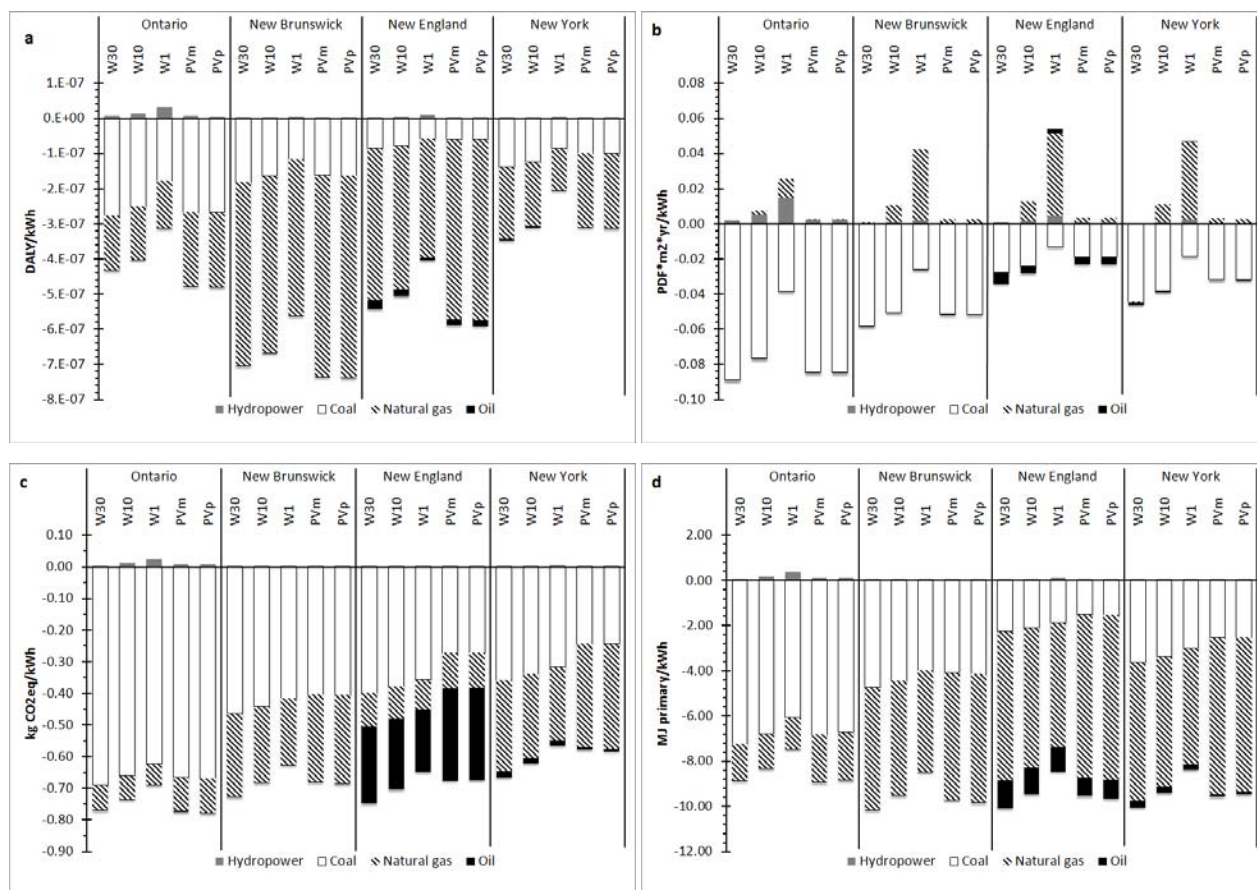 a
Ontario New Brunswick New England New York
W30 W10 W1 PVm PVp W30 W10 W1 PVm PVp W30 W10 W1 PVm PVp W30 W10 W1 PVm PVp
1.E-07
0.E+00
-1.E-07
-2.E-07
-3.E-07
-4.E-07
-5.E-07
-6.E-07
-7.E-07
-8.E-07
DALY/kWh
Hydropower Coal Natural gas Oil
b
Ontario New Brunswick New England New York
W30 W10 W1 PVm PVp W30 W10 W1 PVm PVp W30 W10 W1 PVm PVp W30 W10 W1 PVm PVp
0.08
0.06
0.04
0.02
0.00
-0.02
-0.04
-0.06
-0.08
-0.10
PDF*m2*yr/kWh
Hydropower Coal Natural gas Oil
c
Ontario New Brunswick New England New York
W30 W10 W1 PVm PVp W30 W10 W1 PVm PVp W30 W10 W1 PVm PVp W30 W10 W1 PVm PVp
0.10
0.00
-0.10
-0.20
-0.30
-0.40
-0.50
-0.60
-0.70
-0.80
-0.90
kg CO2eq/kWh
Hydropower Coal Natural gas Oil
d
Ontario New Brunswick New England New York
W30 W10 W1 PVm PVp W30 W10 W1 PVm PVp W30 W10 W1 PVm PVp W30 W10 W1 PVm PVp
2.00
0.00
-2.00
-4.00
-6.00
-8.00
-10.00
-12.00
MJ primary/kWh
Hydropower Coal Natural gas Oil